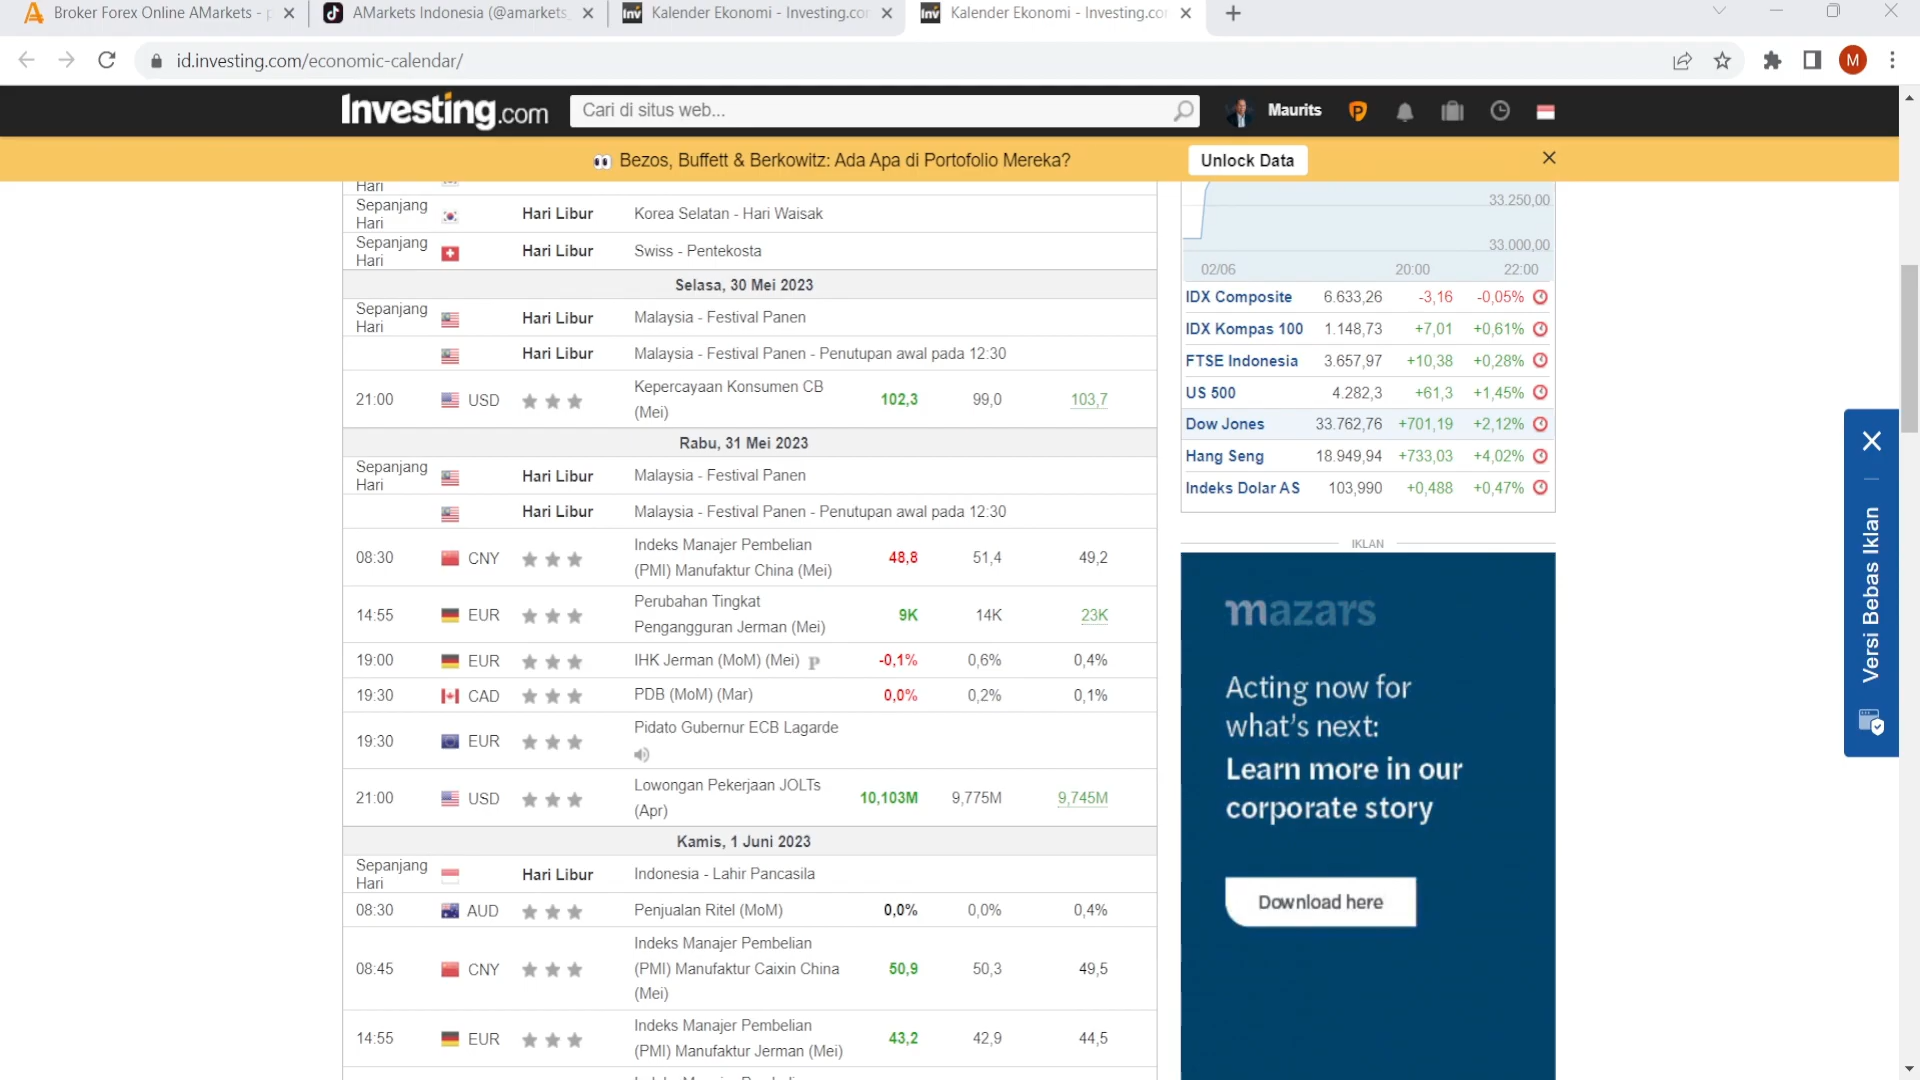 Broker Forex Online AMarkets - p
AMarkets Indonesia (@amarkets_
Kalender Ekonomi - Investing.com
Kalender Ekonomi - Investing.com
id.investing.com/economic-calendar/
M
Investing.com
Cari di situs web...
Maurits
P
👀 Bezos, Buffett & Berkowitz: Ada Apa di Portofolio Mereka?
Unlock Data
Hari
Sepanjang
Hari
Hari Libur Korea Selatan - Hari Waisak
Sepanjang
Hari
Hari Libur Swiss - Pentekosta
Selasa, 30 Mei 2023
Sepanjang
Hari
Hari Libur Malaysia - Festival Panen
Hari Libur Malaysia - Festival Panen - Penutupan awal pada 12:30
21:00 USD Kepercayaan Konsumen CB
(Mei) 102,3 99,0 103,7
Rabu, 31 Mei 2023
Sepanjang
Hari
Hari Libur Malaysia - Festival Panen
Hari Libur Malaysia - Festival Panen - Penutupan awal pada 12:30
08:30 CNY Indeks Manajer Pembelian
(PMI) Manufaktur China (Mei) 48,8 51,4 49,2
14:55 EUR Perubahan Tingkat
Pengangguran Jerman (Mei) 9K 14K 23K
19:00 EUR IHK Jerman (MoM) (Mei) P -0,1% 0,6% 0,4%
19:30 CAD PDB (MoM) (Mar) 0,0% 0,2% 0,1%
19:30 EUR Pidato Gubernur ECB Lagarde
21:00 USD Lowongan Pekerjaan JOLTs
(Apr) 10,103M 9,775M 9,745M
Kamis, 1 Juni 2023
Sepanjang
Hari
Hari Libur Indonesia - Lahir Pancasila
08:30 AUD Penjualan Ritel (MoM) 0,0% 0,0% 0,4%
08:45 CNY Indeks Manajer Pembelian
(PMI) Manufaktur Caixin China
(Mei) 50,9 50,3 49,5
14:55 EUR Indeks Manajer Pembelian
(PMI) Manufaktur Jerman (Mei) 43,2 42,9 44,5
33.250,00
33.000,00
02/06 20:00 22:00
IDX Composite 6.633,26 -3,16 -0,05%
IDX Kompas 100 1.148,73 +7,01 +0,61%
FTSE Indonesia 3.657,97 +10,38 +0,28%
US 500 4.282,3 +61,3 +1,45%
Dow Jones 33.762,76 +701,19 +2,12%
Hang Seng 18.949,94 +733,03 +4,02%
Indeks Dolar AS 103,990 +0,488 +0,47%
IKLAN
mazars
Acting now for
what's next:
Learn more in our
corporate story
Download here
Versi Bebas Iklan